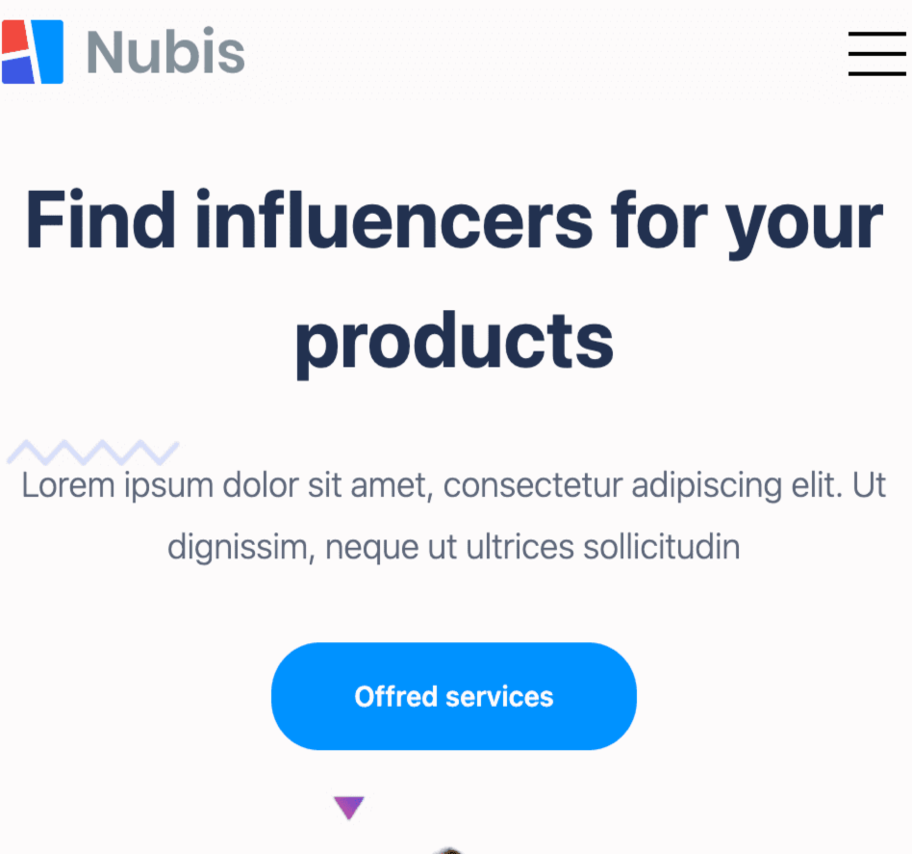 Nubis
Find influencers for your
products
Lorem ipsum dolor sit amet, consectetur adipiscing elit. Ut
dignissim, neque ut ultrices sollicitudin
Offred services